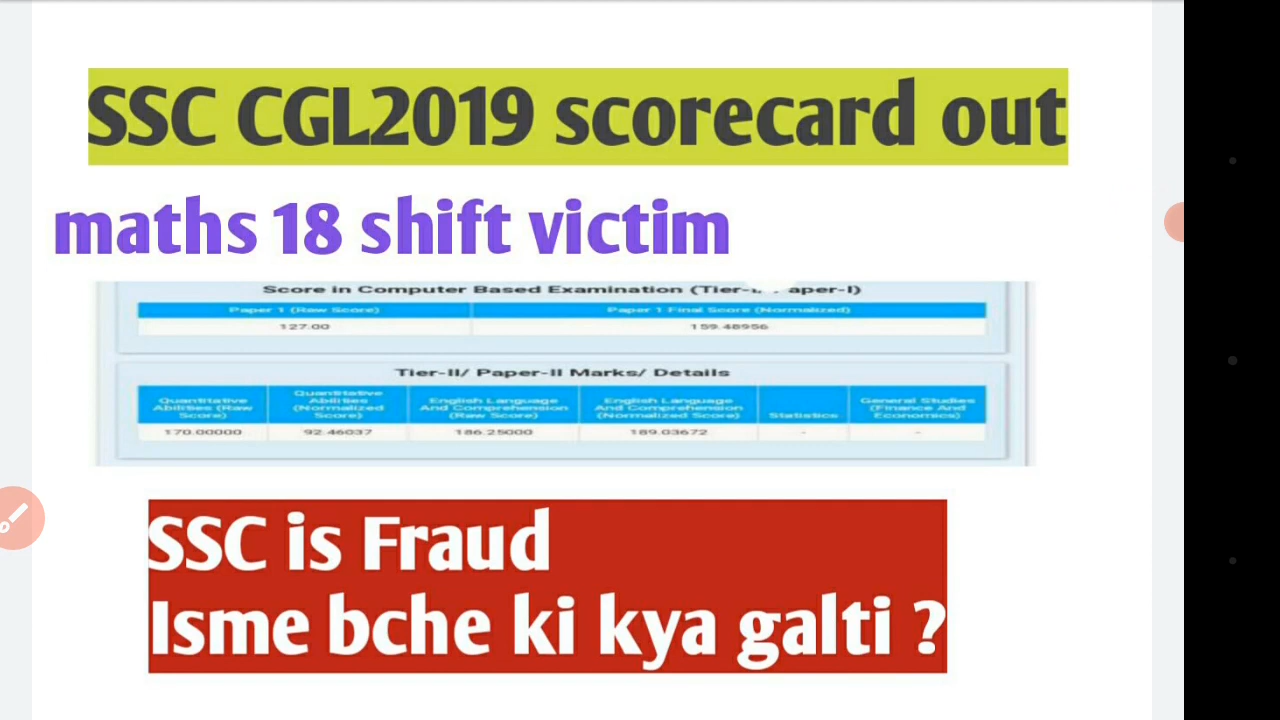 SSC CGL2019 scorecard out
maths 18 shift victim
Score in Computer Based Examination (Tier-I/ Paper-I)
Paper 1 (Raw Score) Paper 1 Final Score (Normalized)
127.00 159.48956
Tier-II/ Paper-II Marks/ Details
Quantitative Abilities (Raw Score) Quantitative Abilities (Normalized Score) English Language And Comprehension (Raw Score) English Language And Comprehension (Normalized Score) Statistics General Studies (Finance And Economics)
170.00000 92.46037 186.25000 189.03672 - -
SSC is Fraud
Isme bche ki kya galti ?